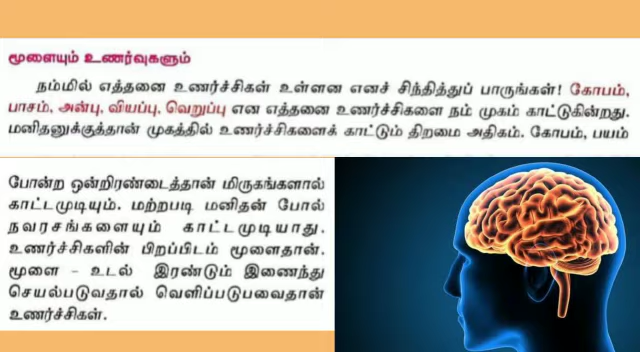 மூளையும் உணர்வுகளும்
நம்மில் எத்தனை உணர்ச்சிகள் உள்ளன எனச் சிந்தித்துப் பாருங்கள்! கோபம்,
பாசம், அன்பு, வியப்பு, வெறுப்பு என எத்தனை உணர்ச்சிகளை நம் முகம் காட்டுகின்றது.
மனிதனுக்குத்தான் முகத்தில் உணர்ச்சிகளைக் காட்டும் திறமை அதிகம். கோபம், பயம்
போன்ற ஒன்றிரண்டைத்தான் மிருகங்களால்
காட்டமுடியும். மற்றபடி மனிதன் போல்
நவரசங்களையும் காட்டமுடியாது.
உணர்ச்சிகளின் பிறப்பிடம் மூளைதான்.
மூளை - உடல் இரண்டும் இணைந்து
செயல்படுவதால் வெளிப்படுபவைதான்
உணர்ச்சிகள்.